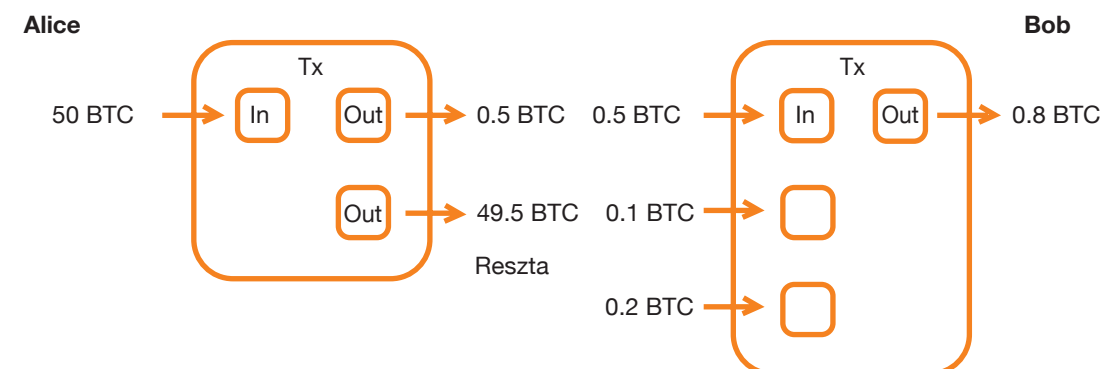 Alice
Bob
Tx
Tx
50 BTC
In
Out
0.5 BTC
0.5 BTC
In
Out
0.8 BTC
Out
49.5 BTC
0.1 BTC
Reszta
0.2 BTC